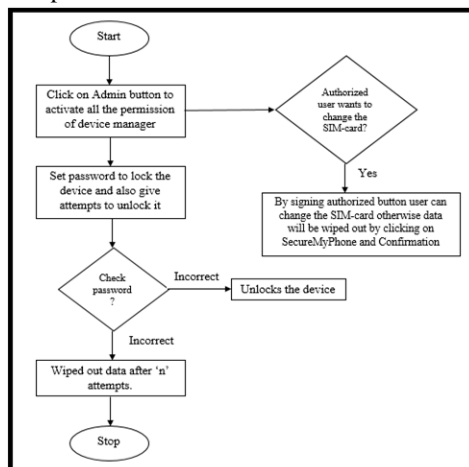 Start
Click on Admin button to
activate all the permission
of device manager
Authorized
user wants to
change the
SIM-card?
Set password to lock the
device and also give
attempts to unlock it
Yes
By signing authorized button user can
change the SIM-card otherwise data
will be wiped out by clicking on
SecureMyPhone and Confirmation
Check
password
?
Incorrect
Unlocks the device
Incorrect
Wiped out data after ‘n’
attempts.
Stop